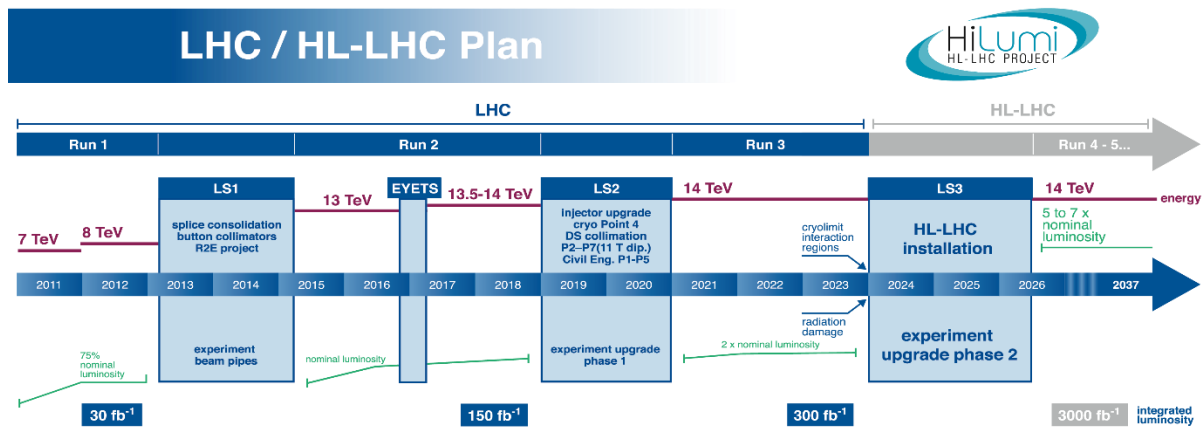 LHC / HL-LHC Plan
HiLumi
HL-LHC PROJECT
LHC
HL-LHC
Run 1
Run 2
Run 3
Run 4 - 5...
LS1
EYETS
LS2
LS3
splice consolidation
button collimators
R2E project
injector upgrade
cryo Point 4
DS collimation
P2–P7(11 T dip.)
Civil Eng. P1-P5
HL-LHC
installation
7 TeV
8 TeV
13 TeV
13.5-14 TeV
14 TeV
14 TeV
energy
5 to 7 x
nominal
luminosity
cryolimit
interaction
regions
2011
2012
2013
2014
2015
2016
2017
2018
2019
2020
2021
2022
2023
2024
2025
2026
2037
radiation
damage
75%
nominal
luminosity
experiment
beam pipes
nominal luminosity
experiment upgrade
phase 1
2 x nominal luminosity
experiment
upgrade phase 2
30 fb⁻¹
150 fb⁻¹
300 fb⁻¹
3000 fb⁻¹
integrated
luminosity